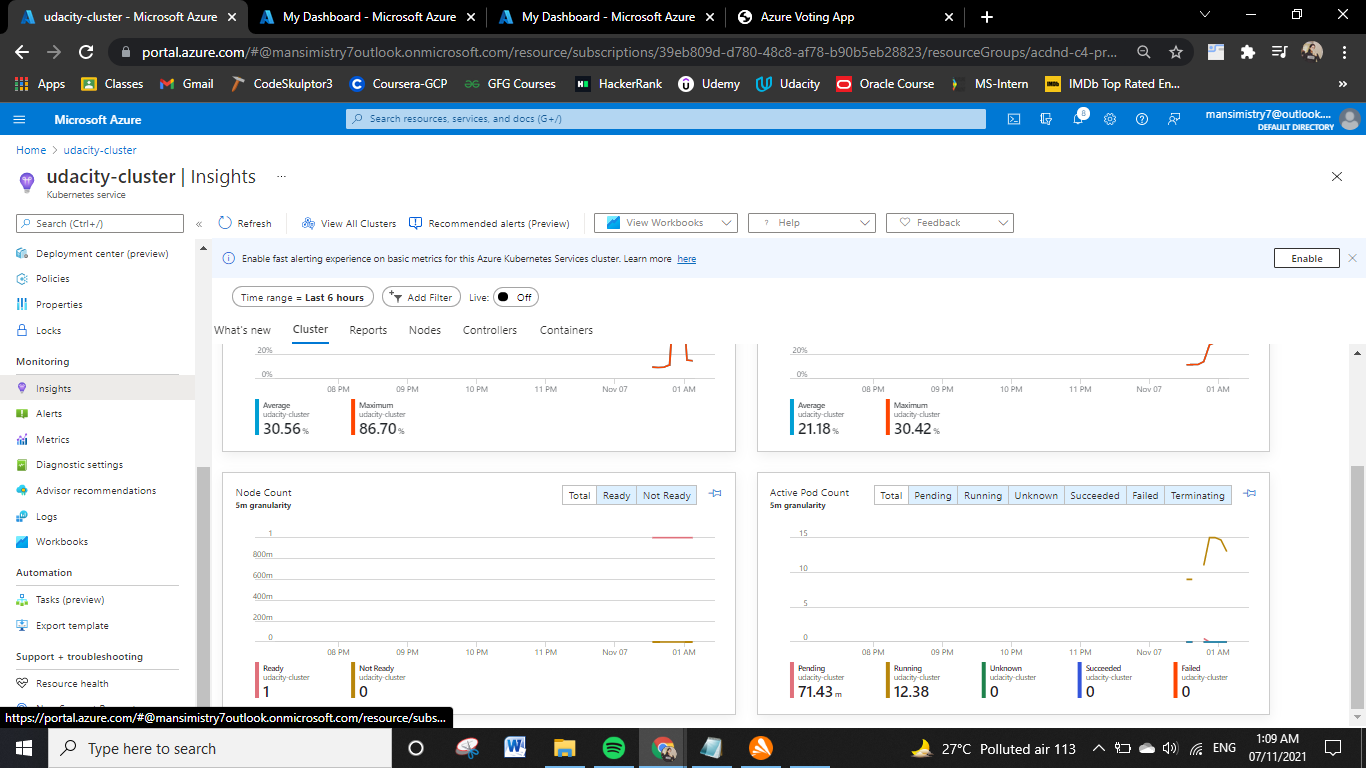 udacity-cluster - Microsoft Azure
My Dashboard - Microsoft Azure
My Dashboard - Microsoft Azure
Azure Voting App
portal.azure.com/#@mansimistry7outlook.onmicrosoft.com/resource/subscriptions/39eb809d-d780-48c8-af78-b90b5eb28823/resourceGroups/acdnd-c4-pr...
Apps Classes Gmail CodeSkulptor3 Coursera-GCP GFG Courses HackerRank Udemy Udacity Oracle Course MS-Intern IMDb Top Rated En... »
Microsoft Azure
Search resources, services, and docs (G+/)
8
mansimistry7@outlook....
DEFAULT DIRECTORY
Home > udacity-cluster
udacity-cluster | Insights ...
Kubernetes service
Search (Ctrl+/) «
Refresh View All Clusters Recommended alerts (Preview) View Workbooks ? Help Feedback
Deployment center (preview)
Policies
Properties
Locks
Monitoring
Insights
Alerts
Metrics
Diagnostic settings
Advisor recommendations
Logs
Workbooks
Automation
Tasks (preview)
Export template
Support + troubleshooting
Resource health
Enable fast alerting experience on basic metrics for this Azure Kubernetes Services cluster. Learn more here
Enable
Time range = Last 6 hours Add Filter Live: Off
What's new Cluster Reports Nodes Controllers Containers
20%
0%
08 PM 09 PM 10 PM 11 PM Nov 07 01 AM
Average Maximum
udacity-cluster udacity-cluster
30.56 % 86.70 %
20%
0%
08 PM 09 PM 10 PM 11 PM Nov 07 01 AM
Average Maximum
udacity-cluster udacity-cluster
21.18 % 30.42 %
Node Count Total Ready Not Ready
5m granularity
1
800m
600m
400m
200m
0
08 PM 09 PM 10 PM 11 PM Nov 07 01 AM
Ready Not Ready
udacity-cluster udacity-cluster
1 0
Active Pod Count Total Pending Running Unknown Succeeded Failed Terminating
5m granularity
15
10
5
0
08 PM 09 PM 10 PM 11 PM Nov 07 01 AM
Pending Running Unknown Succeeded Failed
udacity-cluster udacity-cluster udacity-cluster udacity-cluster udacity-cluster
71.43 m 12.38 0 0 0
https://portal.azure.com/#@mansimistry7outlook.onmicrosoft.com/resource/subs...
Type here to search
27°C Polluted air 113
ENG
1:09 AM
07/11/2021